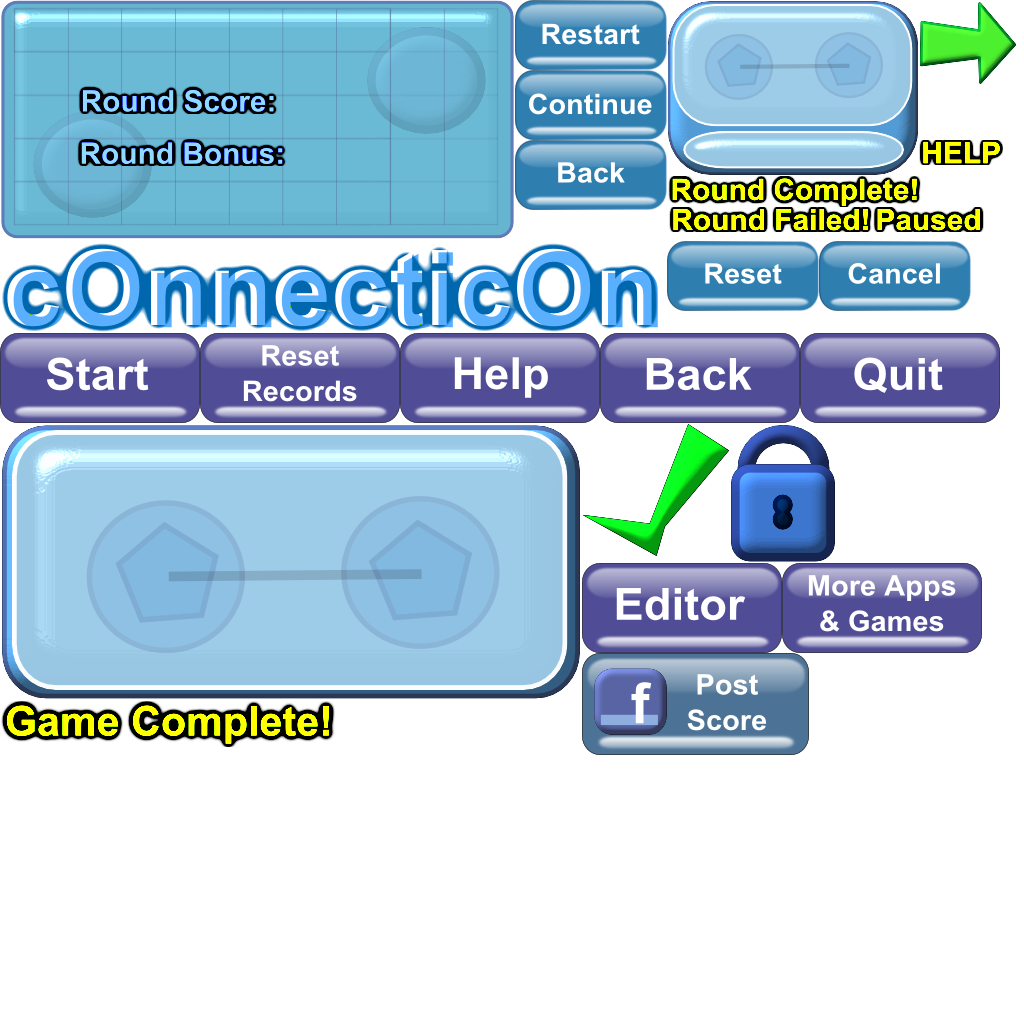 Round Score:
Round Bonus:
Restart
Continue
Back
HELP
Round Complete!
Round Failed! Paused
cOnnecticOn
Reset
Cancel
Start
Reset
Records
Help
Back
Quit
Editor
More Apps
& Games
f
Post
Score
Game Complete!